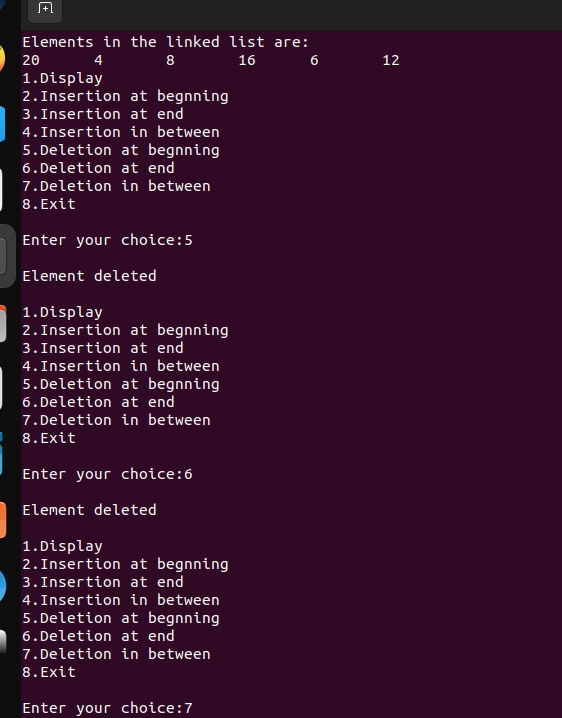 Elements in the linked list are:
20 4 8 16 6 12
1.Display
2.Insertion at begnning
3.Insertion at end
4.Insertion in between
5.Deletion at begnning
6.Deletion at end
7.Deletion in between
8.Exit
Enter your choice:5
Element deleted
1.Display
2.Insertion at begnning
3.Insertion at end
4.Insertion in between
5.Deletion at begnning
6.Deletion at end
7.Deletion in between
8.Exit
Enter your choice:6
Element deleted
1.Display
2.Insertion at begnning
3.Insertion at end
4.Insertion in between
5.Deletion at begnning
6.Deletion at end
7.Deletion in between
8.Exit
Enter your choice:7